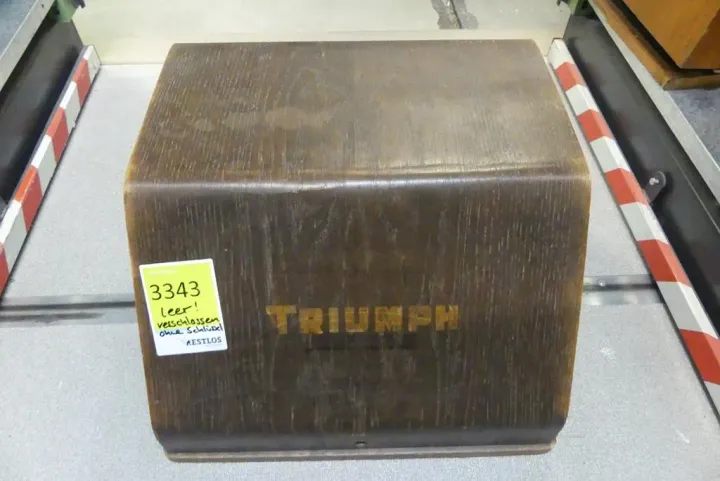 3343
Leer!
verschlossen
ohne Schlüssel
RESTLOS
TRIUMPH